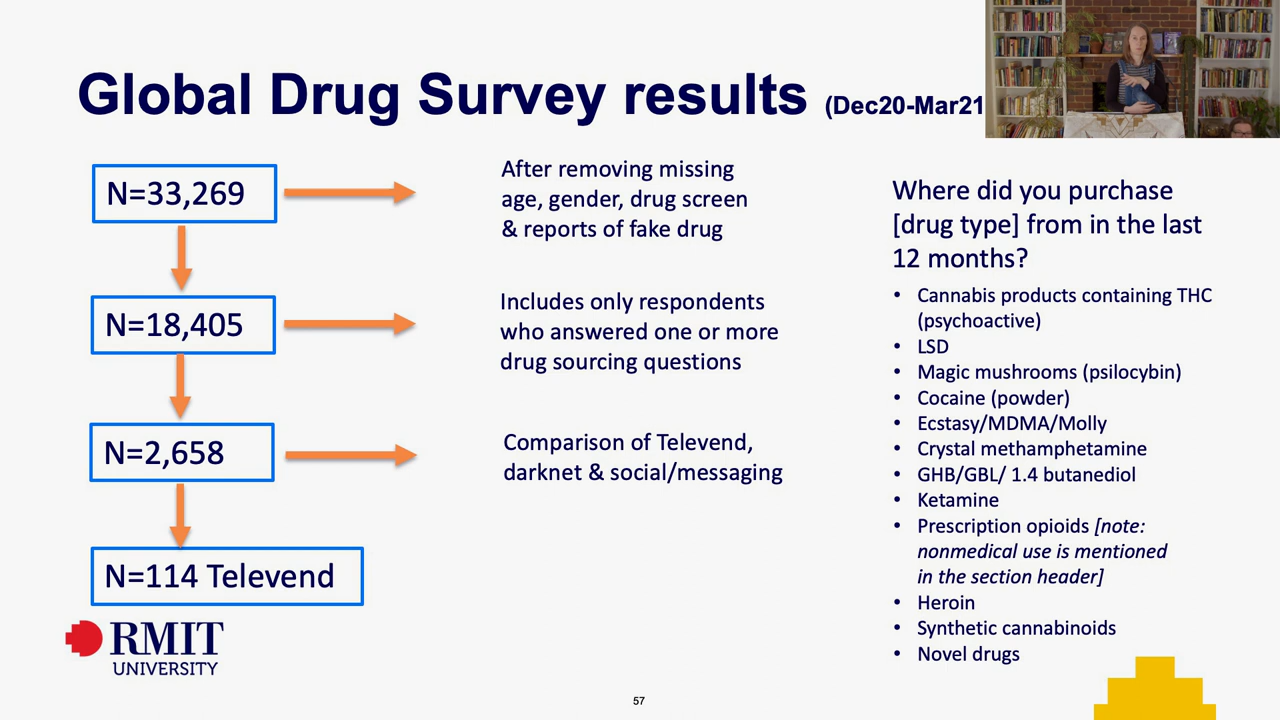 Global Drug Survey results (Dec20-Mar21
N=33,269
After removing missing
age, gender, drug screen
& reports of fake drug
N=18,405
Includes only respondents
who answered one or more
drug sourcing questions
N=2,658
Comparison of Televend,
darknet & social/messaging
N=114 Televend
Where did you purchase
[drug type] from in the last
12 months?
• Cannabis products containing THC
(psychoactive)
• LSD
• Magic mushrooms (psilocybin)
• Cocaine (powder)
• Ecstasy/MDMA/Molly
• Crystal methamphetamine
• GHB/GBL/ 1.4 butanediol
• Ketamine
• Prescription opioids [note:
nonmedical use is mentioned
in the section header]
• Heroin
• Synthetic cannabinoids
• Novel drugs
RMIT
UNIVERSITY
57